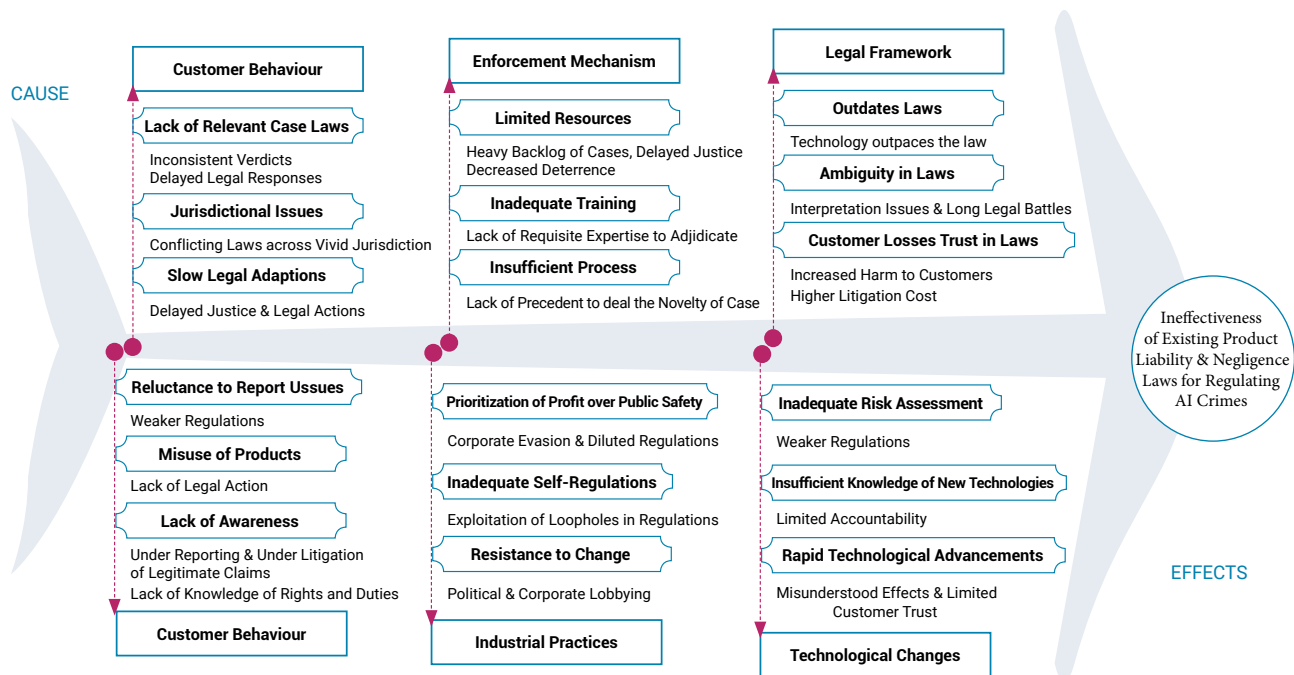 CAUSE
Customer Behaviour
Lack of Relevant Case Laws
Inconsistent Verdicts
Delayed Legal Responses
Jurisdictional Issues
Conflicting Laws across Vivid Jurisdiction
Slow Legal Adaptions
Delayed Justice & Legal Actions
Enforcement Mechanism
Limited Resources
Heavy Backlog of Cases, Delayed Justice
Decreased Deterrence
Inadequate Training
Lack of Requisite Expertise to Adjidicate
Insufficient Process
Lack of Precedent to deal the Novelty of Case
Legal Framework
Outdates Laws
Technology outpaces the law
Ambiguity in Laws
Interpretation Issues & Long Legal Battles
Customer Losses Trust in Laws
Increased Harm to Customers
Higher Litigation Cost
Ineffectiveness
of Existing Product
Liability & Negligence
Laws for Regulating
AI Crimes
Reluctance to Report Ussues
Weaker Regulations
Misuse of Products
Lack of Legal Action
Lack of Awareness
Under Reporting & Under Litigation
of Legitimate Claims
Lack of Knowledge of Rights and Duties
Customer Behaviour
Prioritization of Profit over Public Safety
Corporate Evasion & Diluted Regulations
Inadequate Self-Regulations
Exploitation of Loopholes in Regulations
Resistance to Change
Political & Corporate Lobbying
Industrial Practices
Inadequate Risk Assessment
Weaker Regulations
Insufficient Knowledge of New Technologies
Limited Accountability
Rapid Technological Advancements
Misunderstood Effects & Limited
Customer Trust
Technological Changes
EFFECTS